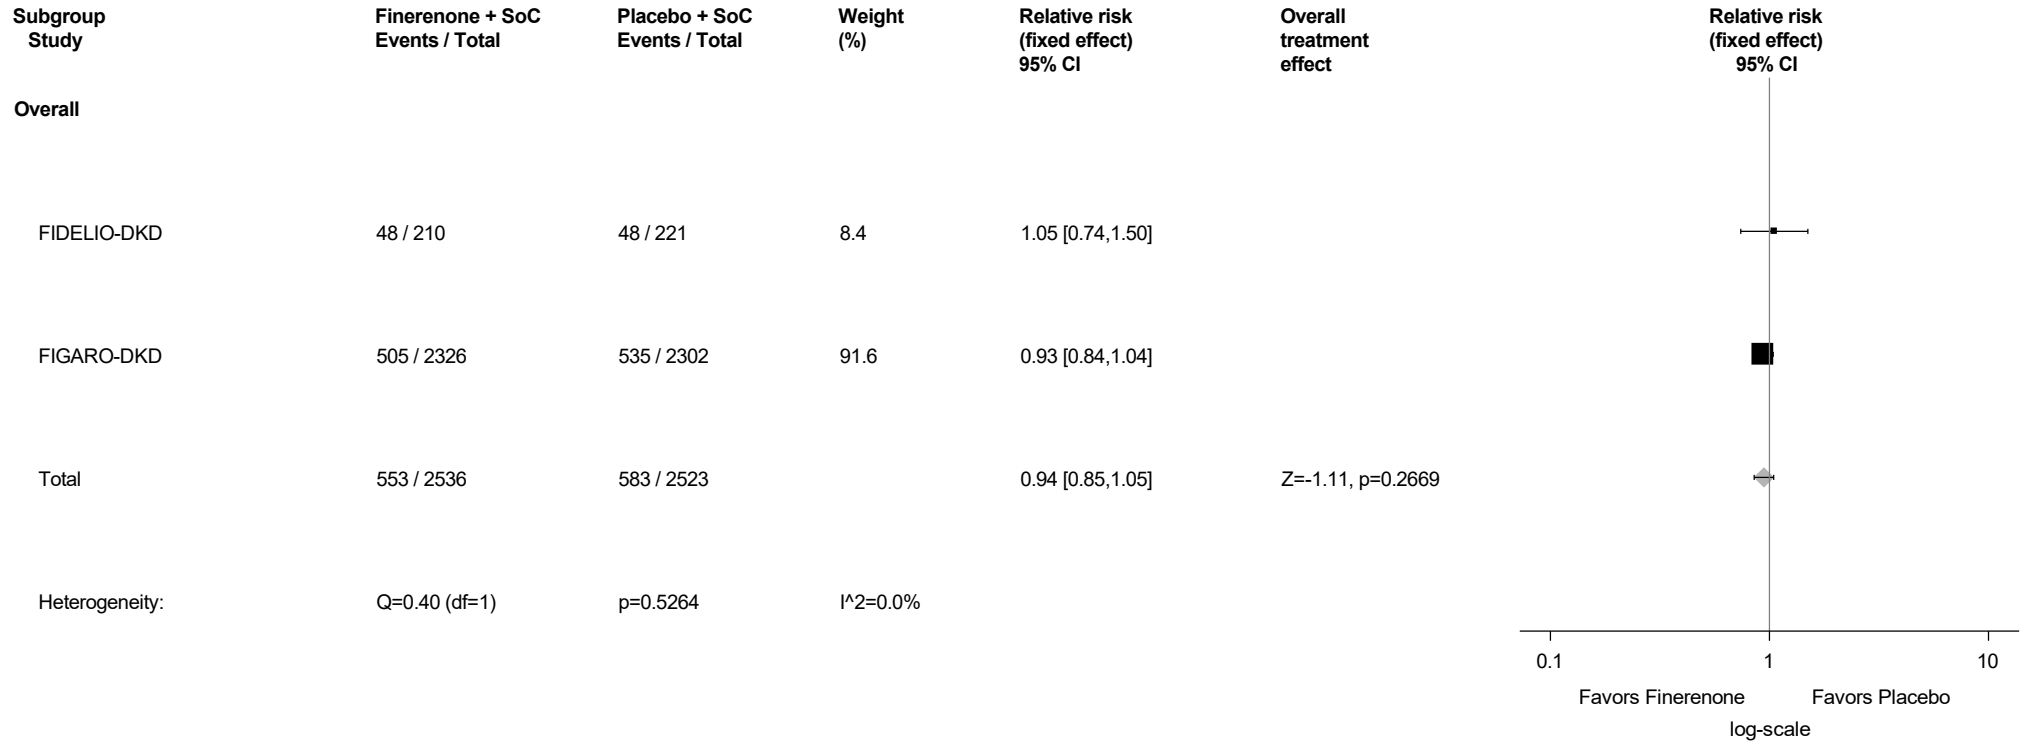 Subgroup Finerenone + SoC Placebo + SoC Weight Relative risk Overall Relative risk
Study Events / Total Events / Total (%) (fixed effect) treatment (fixed effect)
95% CI effect 95% CI
Overall
FIDELIO-DKD 48 / 210 48 / 221 8.4 1.05 [0.74,1.50]
FIGARO-DKD 505 / 2326 535 / 2302 91.6 0.93 [0.84,1.04]
Total 553 / 2536 583 / 2523 0.94 [0.85,1.05] Z=-1.11, p=0.2669
Heterogeneity: Q=0.40 (df=1) p=0.5264 I^2=0.0%
0.1 1 10
Favors Finerenone Favors Placebo
log-scale